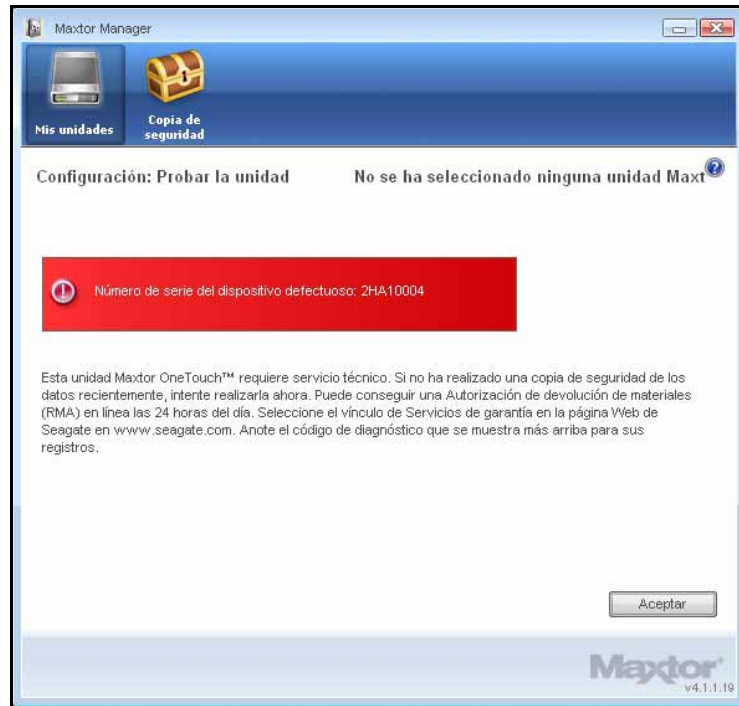 Maxtor Manager
Mis unidades
Copia de
seguridad
Configuración: Probar la unidad
No se ha seleccionado ninguna unidad Maxt
Número de serie del dispositivo defectuoso: 2HA10004
Esta unidad Maxtor OneTouch™ requiere servicio técnico. Si no ha realizado una copia de seguridad de los
datos recientemente, intente realizarla ahora. Puede conseguir una Autorización de devolución de materiales
(RMA) en línea las 24 horas del día. Seleccione el vínculo de Servicios de garantía en la página Web de
Seagate en www.seagate.com. Anote el código de diagnóstico que se muestra más arriba para sus
registros.
Aceptar
Maxtor
v4.1.1.19